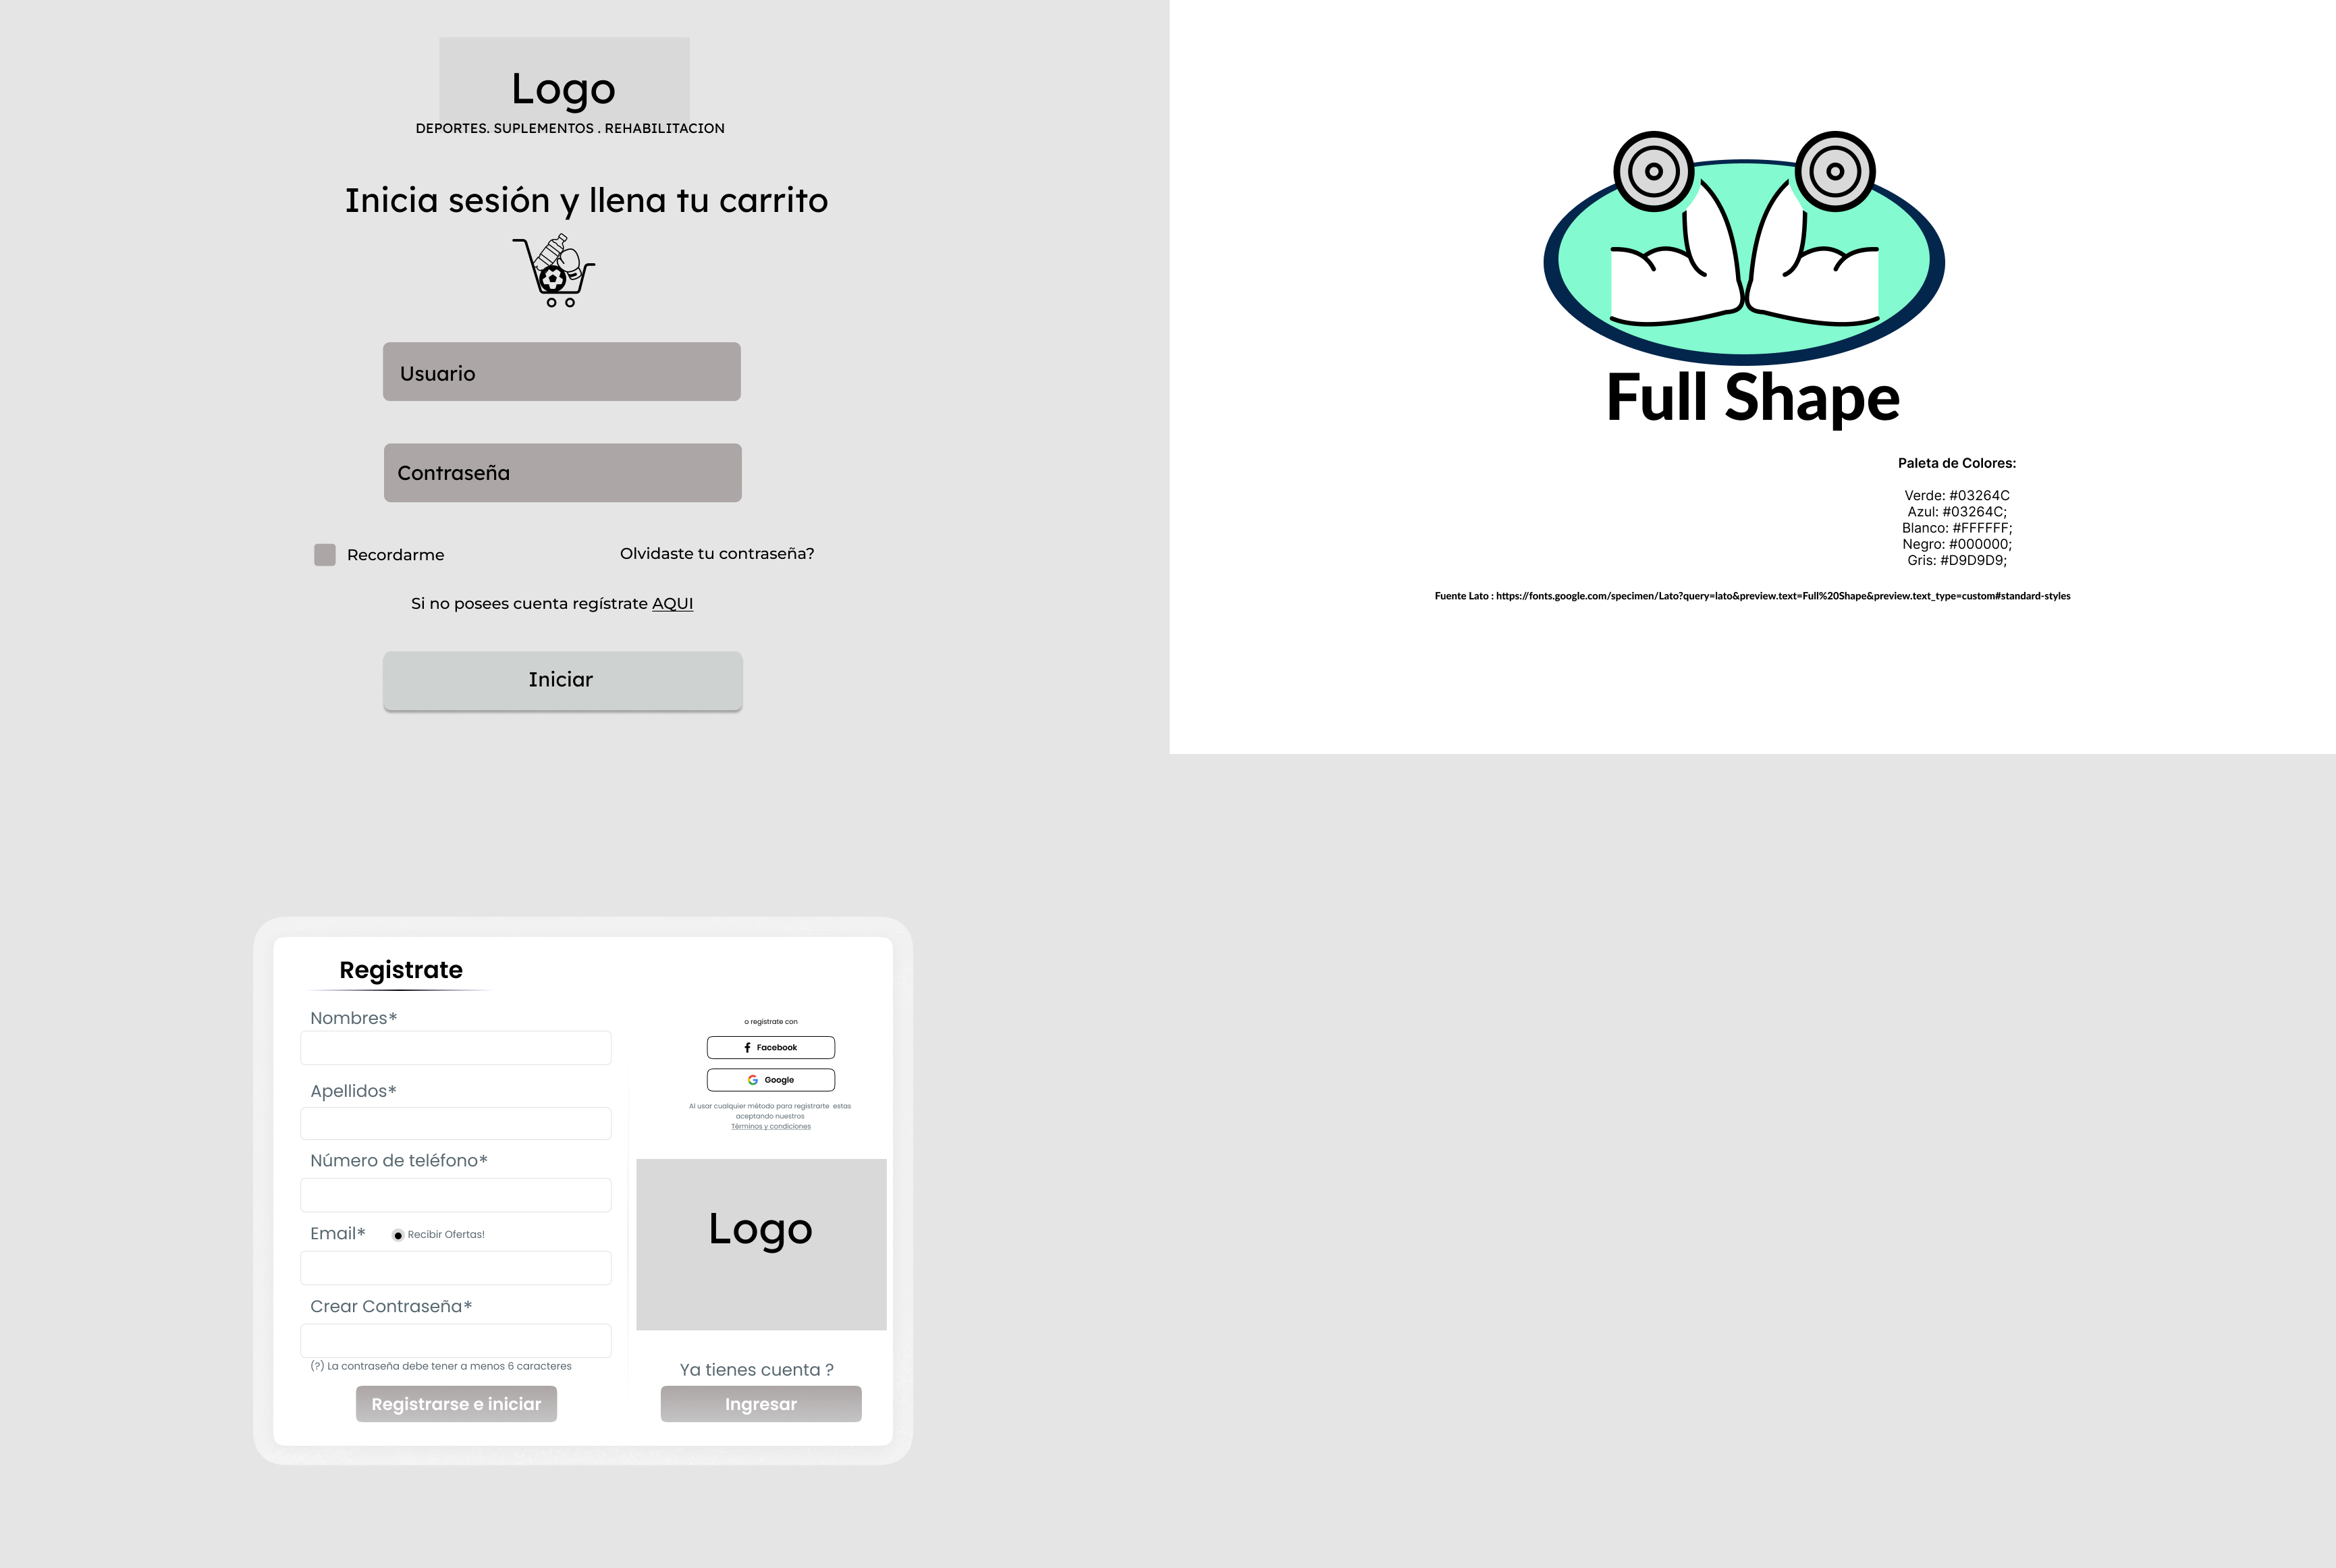 Logo
DEPORTES. SUPLEMENTOS . REHABILITACION
Inicia sesión y llena tu carrito
Usuario
Contraseña
Recordarme
Olvidaste tu contraseña?
Si no posees cuenta regístrate AQUI
Iniciar
Full Shape
Paleta de Colores:
Verde: #03264C
Azul: #03264C;
Blanco: #FFFFFF;
Negro: #000000;
Gris: #D9D9D9;
Fuente Lato : https://fonts.google.com/specimen/Lato?query=lato&preview.text=Full%20Shape&preview.text_type=custom#standard-styles
Registrate
Nombres*
Apellidos*
Número de teléfono*
Email*
Recibir Ofertas!
Crear Contraseña*
(?) La contraseña debe tener a menos 6 caracteres
Registrarse e iniciar
o registrate con
Facebook
Google
Al usar cualquier método para registrarte estas
aceptando nuestros
Términos y condiciones
Logo
Ya tienes cuenta ?
Ingresar